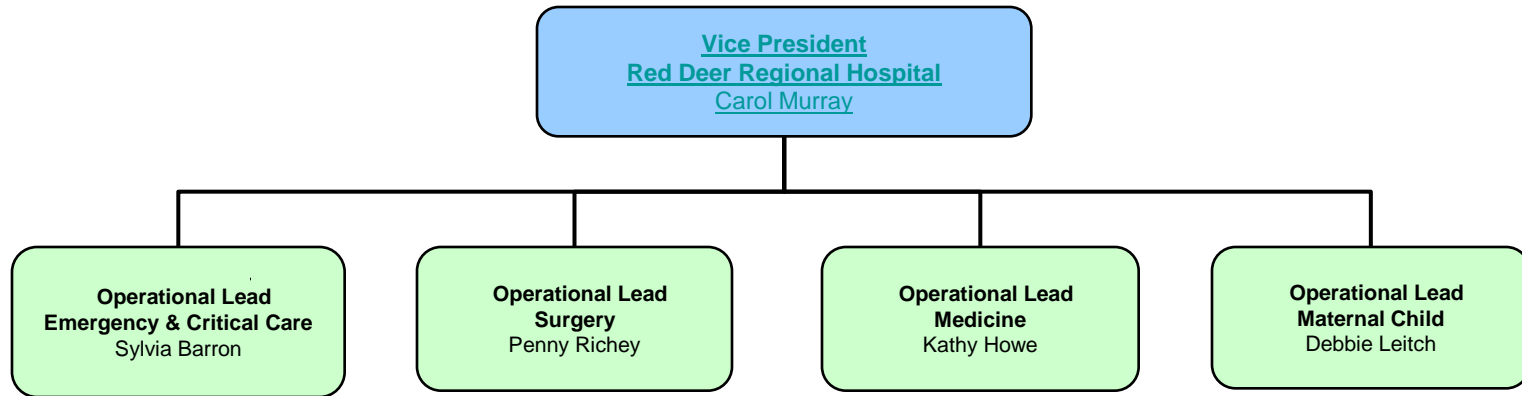 Vice President
Red Deer Regional Hospital
Carol Murray
Operational Lead
Emergency & Critical Care
Sylvia Barron
Operational Lead
Surgery
Penny Richey
Operational Lead
Medicine
Kathy Howe
Operational Lead
Maternal Child
Debbie Leitch